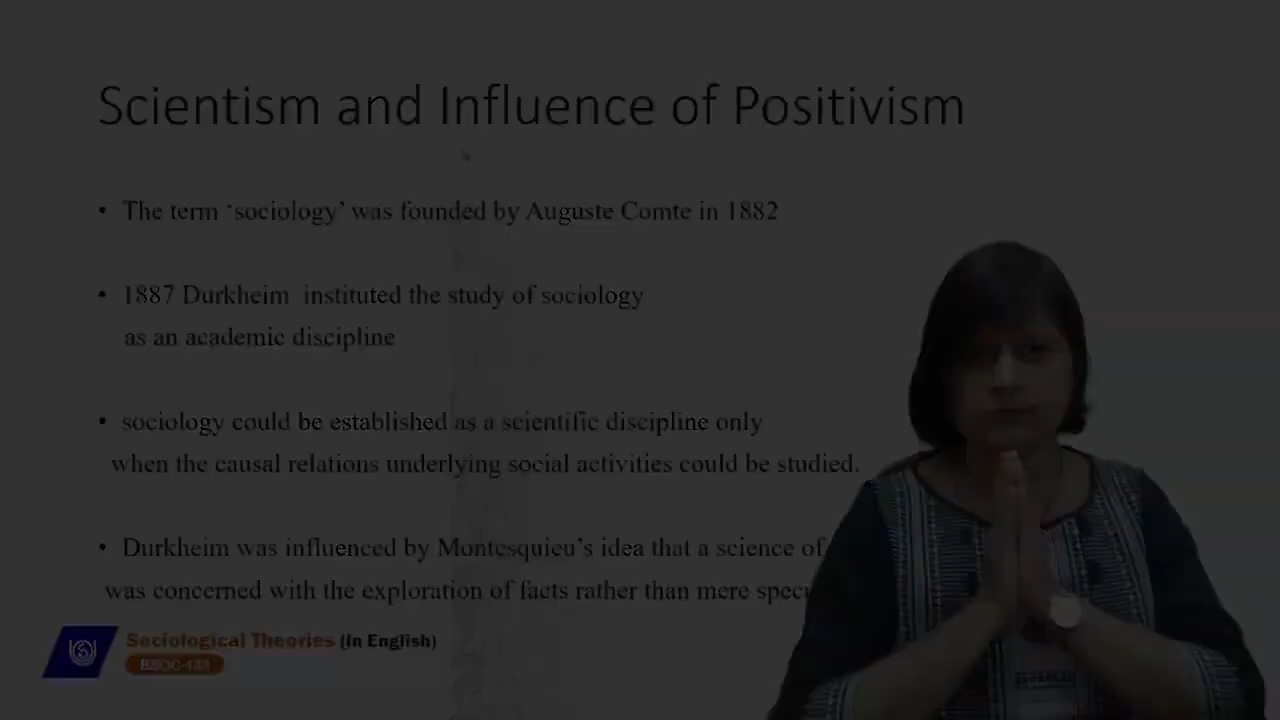 Scientism and Influence of Positivism
• The term ‘sociology’ was founded by Auguste Comte in 1882
• 1887 Durkheim instituted the study of sociology
as an academic discipline
• sociology could be established as a scientific discipline only
when the causal relations underlying social activities could be studied.
• Durkheim was influenced by Montesquieu’s idea that a science of
was concerned with the exploration of facts rather than mere
Sociological Theories (In English)